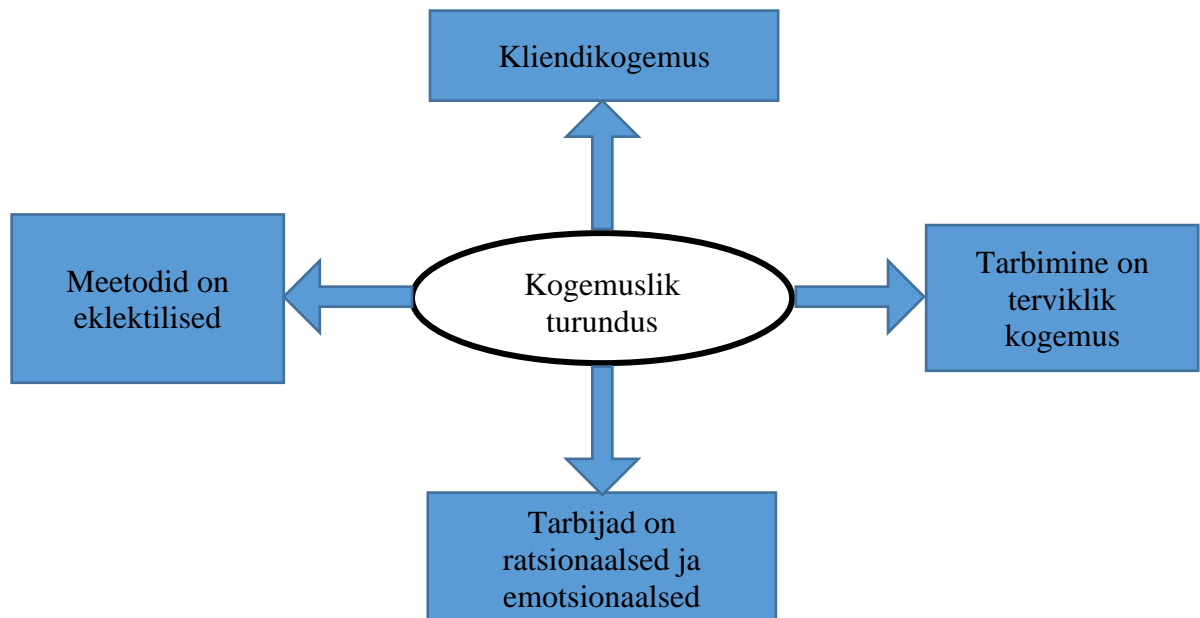 Kliendikogemus
Meetodid on
eklektilised
Kogemuslik
turundus
Tarbimine on
terviklik
kogemus
Tarbijad on
ratsionaalsed ja
emotsionaalsed